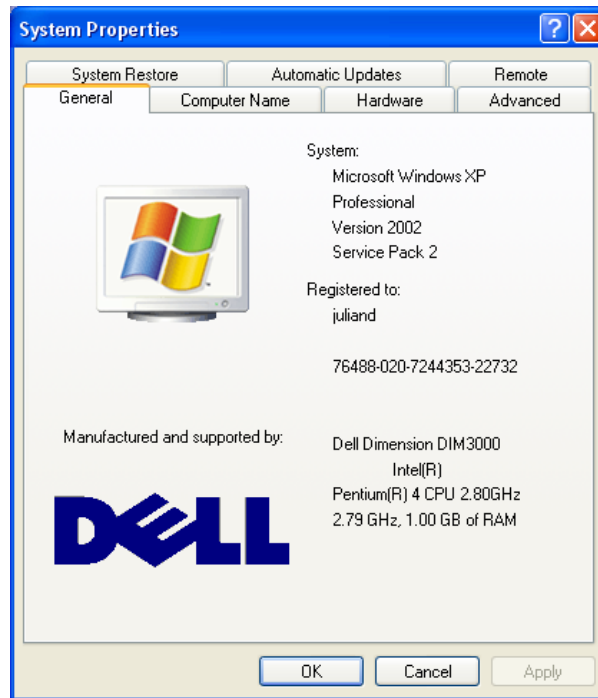 System Properties
System Restore
Automatic Updates
Remote
General
Computer Name
Hardware
Advanced
System:
Microsoft Windows XP
Professional
Version 2002
Service Pack 2
Registered to:
juliand
76488-020-7244353-22732
Manufactured and supported by:
DELL
Dell Dimension DIM3000
Intel(R)
Pentium(R) 4 CPU 2.80GHz
2.79 GHz, 1.00 GB of RAM
OK
Cancel
Apply